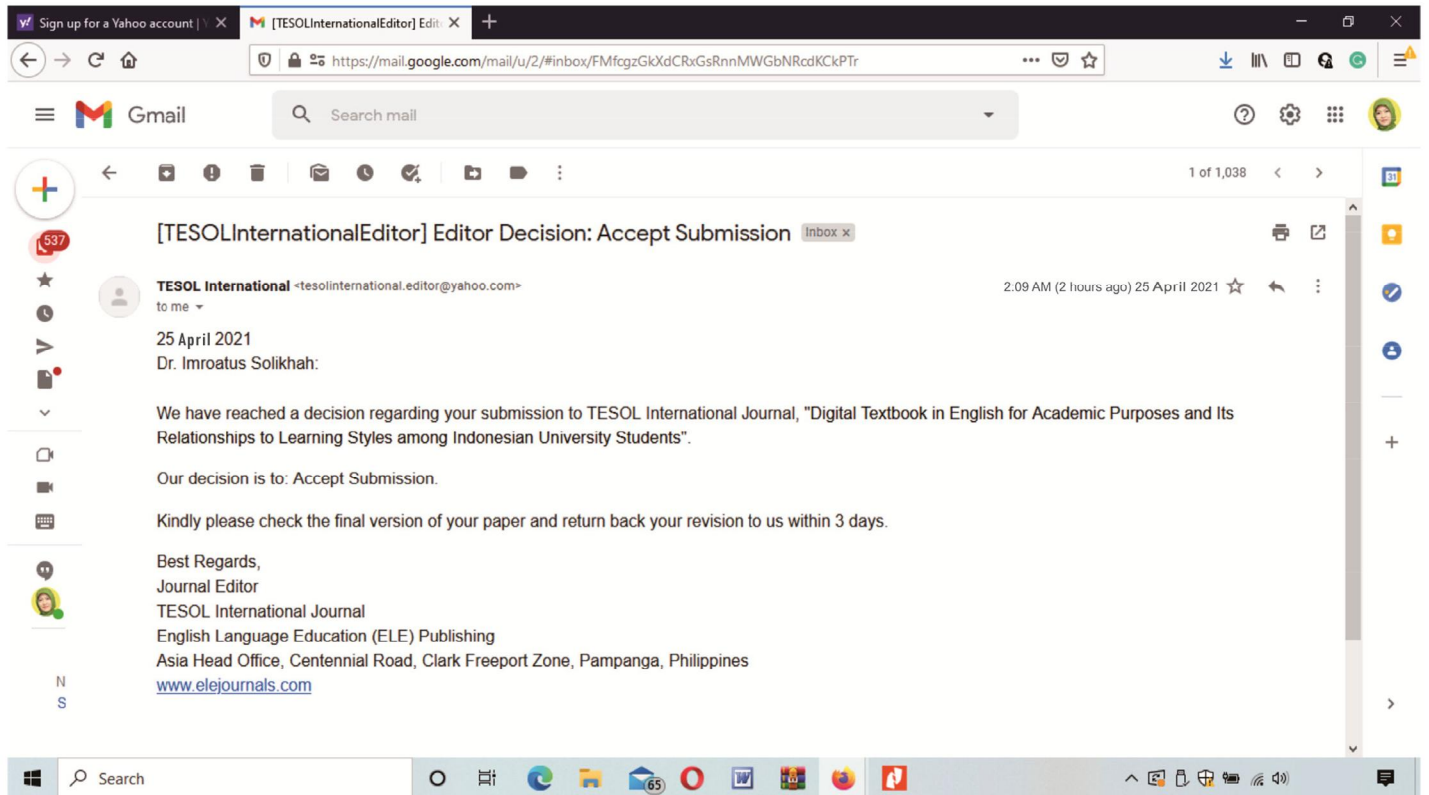 Sign up for a Yahoo account |
[TESOLInternationalEditor] Edit
https://mail.google.com/mail/u/2/#inbox/FMfcgzGkXdCRxGsRnnMWGbNRcdKCkPTr
Gmail
Search mail
1 of 1,038
31
537
[TESOLInternationalEditor] Editor Decision: Accept Submission Inbox x
TESOL International <tesolinternational.editor@yahoo.com>
2.09 AM (2 hours ago) 25 April 2021
to me
25 April 2021
Dr. Imroatus Solikhah:
We have reached a decision regarding your submission to TESOL International Journal, "Digital Textbook in English for Academic Purposes and Its
Relationships to Learning Styles among Indonesian University Students".
Our decision is to: Accept Submission.
Kindly please check the final version of your paper and return back your revision to us within 3 days.
Best Regards,
Journal Editor
TESOL International Journal
English Language Education (ELE) Publishing
Asia Head Office, Centennial Road, Clark Freeport Zone, Pampanga, Philippines
www.elejournals.com
N
S
Search
65